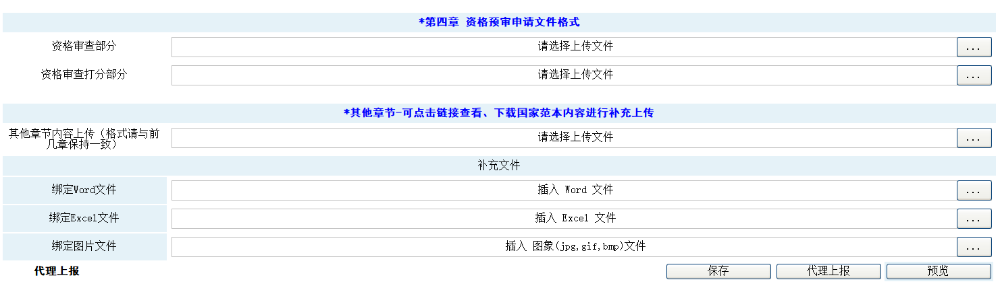 *第四章 资格预审申请文件格式
资格审查部分 请选择上传文件 ...
资格审查打分部分 请选择上传文件 ...
*其他章节-可点击链接查看、下载国家范本内容进行补充上传
其他章节内容上传（格式请与前
几章保持一致） 请选择上传文件 ...
补充文件
绑定Word文件 插入 Word 文件 ...
绑定Excel文件 插入 Excel 文件 ...
绑定图片文件 插入 图象(jpg,gif,bmp)文件 ...
代理上报 保存 代理上报 预览